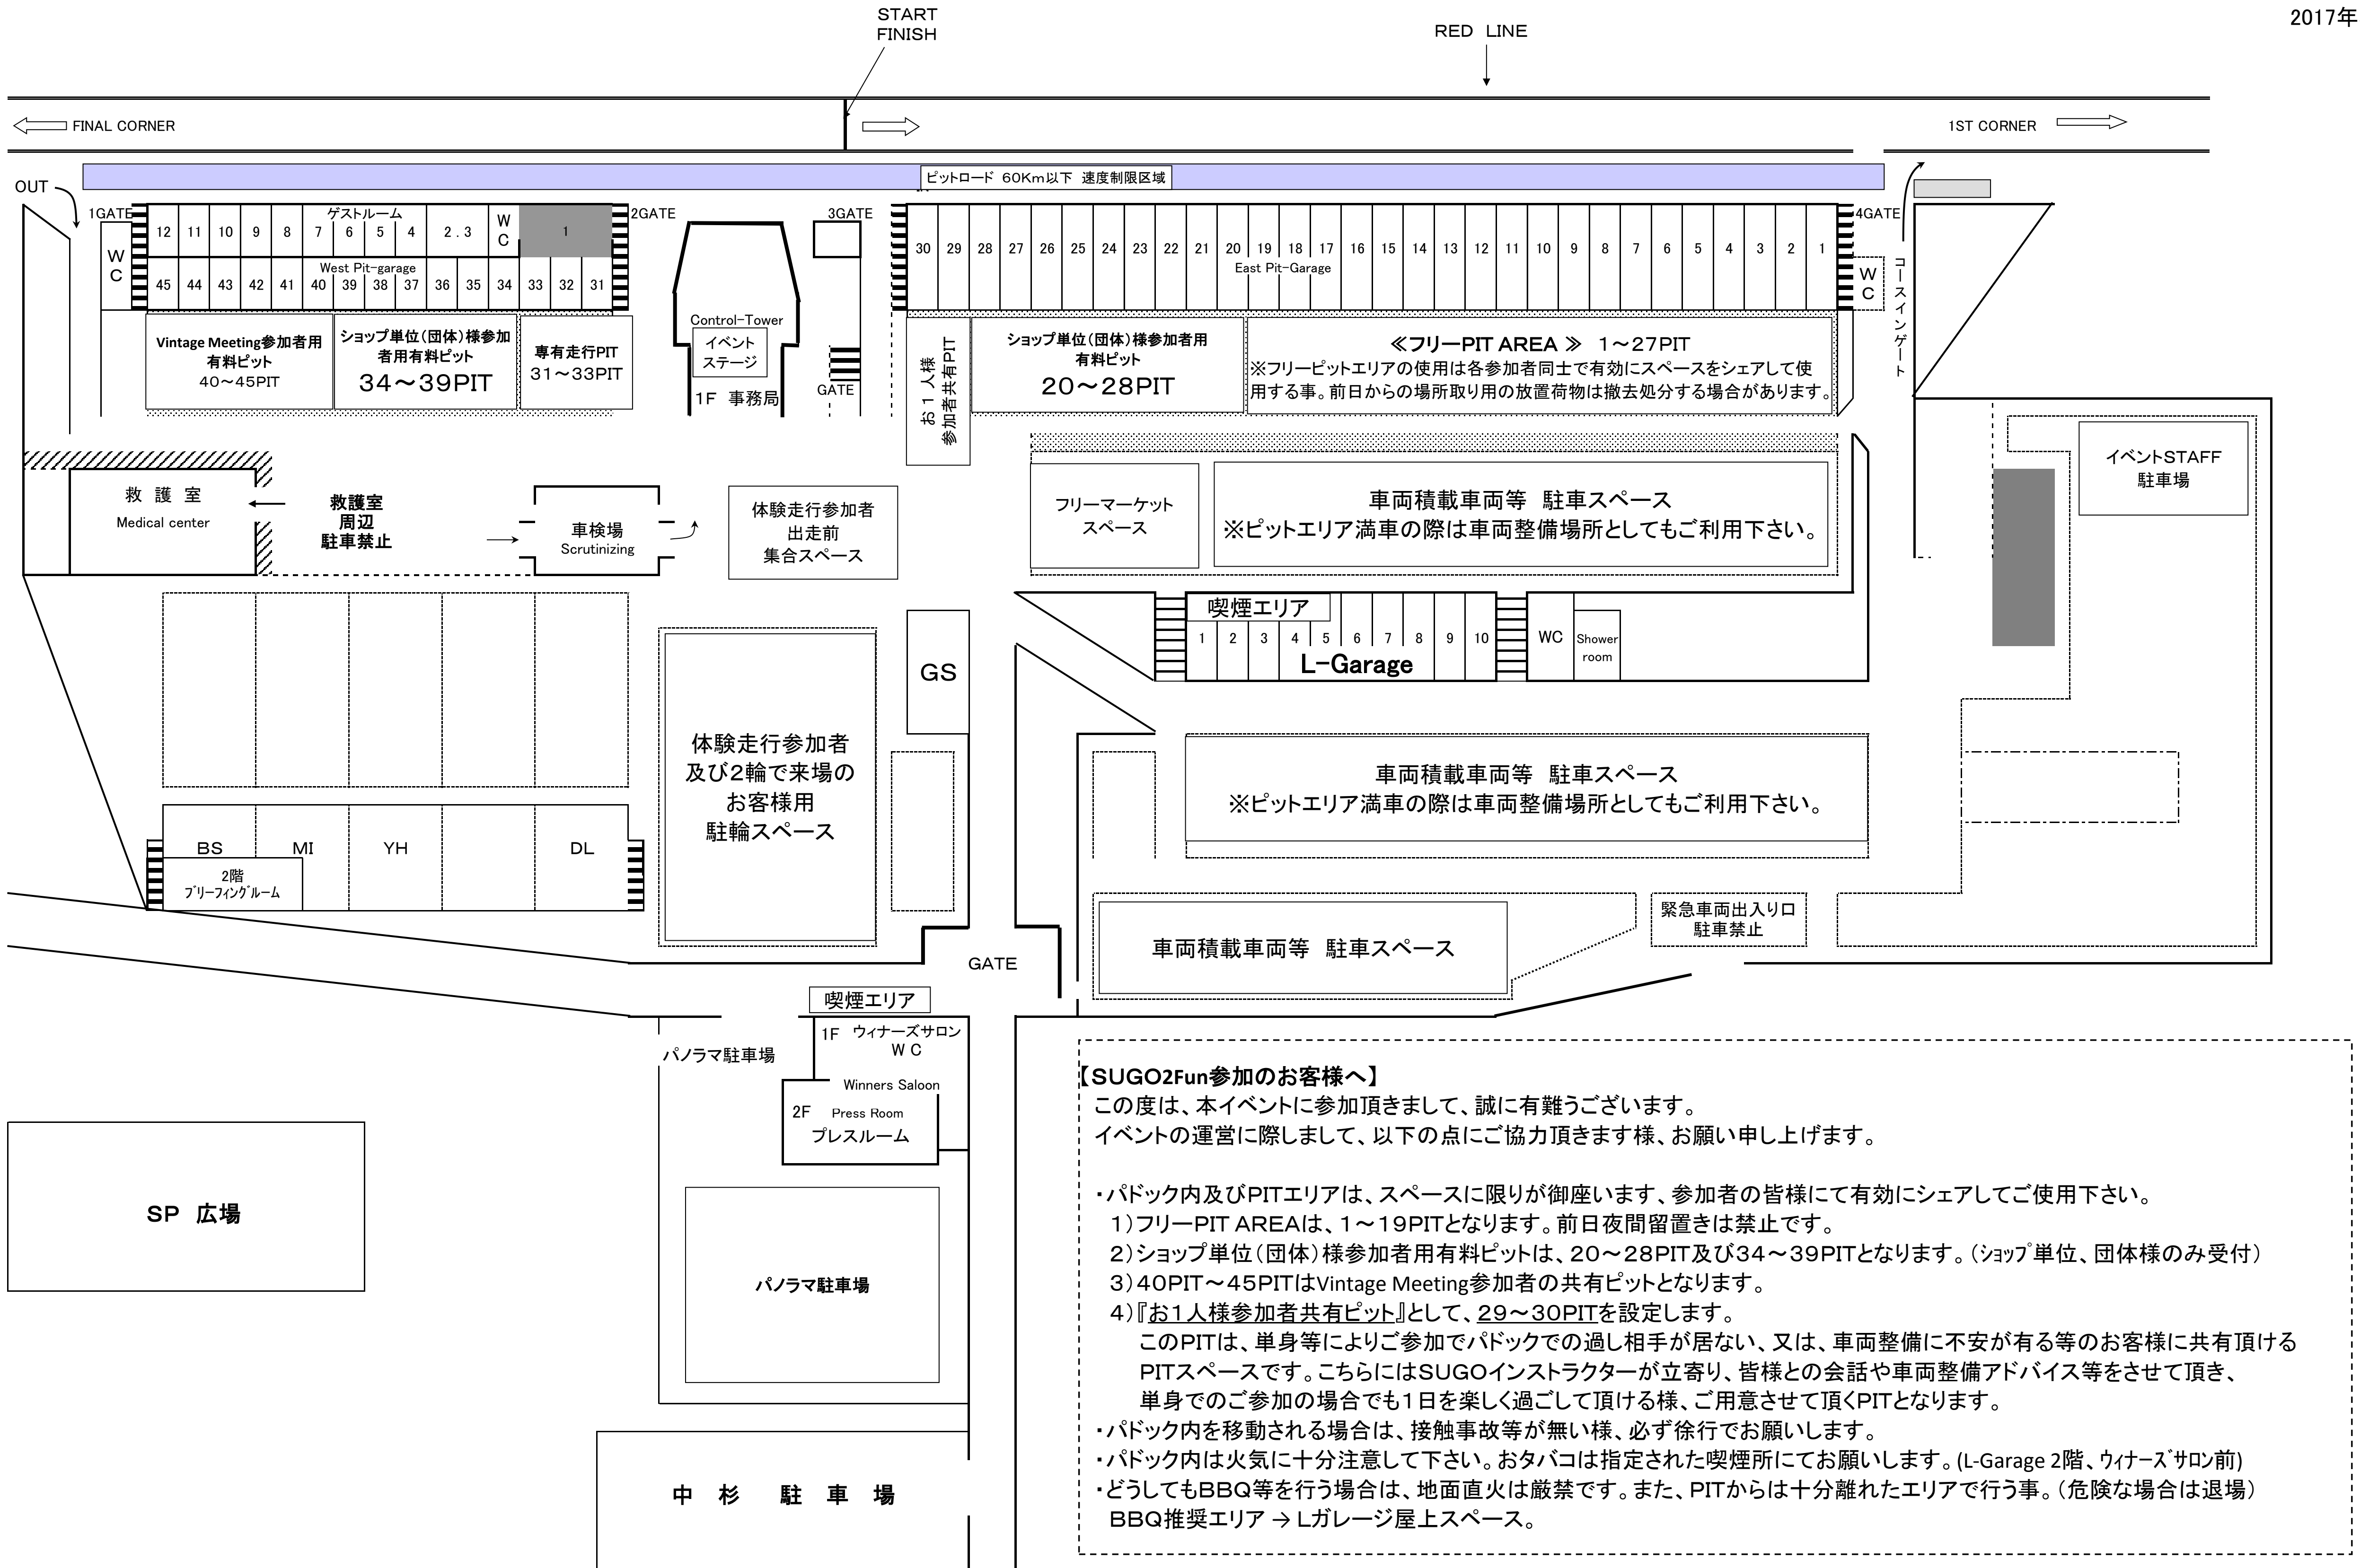 2017年
START
FINISH
RED LINE
FINAL CORNER
1ST CORNER
ピットロード 60Km以下 速度制限区域
OUT
1GATE
2GATE
3GATE
4GATE
WC
ゲストルーム
12 11 10 9 8 7 6 5 4 2.3 WC 1
West Pit-garage
45 44 43 42 41 40 39 38 37 36 35 34 33 32 31
30 29 28 27 26 25 24 23 22 21 20 19 18 17 16 15 14 13 12 11 10 9 8 7 6 5 4 3 2 1
East Pit-Garage
WC
コースインゲート
Vintage Meeting参加者用
有料ピット
40～45PIT
ショップ単位(団体)様参加
者用有料ピット
34～39PIT
専有走行PIT
31～33PIT
Control-Tower
イベント
ステージ
1F 事務局
GATE
お1人様
参加者共有PIT
ショップ単位(団体)様参加者用
有料ピット
20～28PIT
≪フリーPIT AREA ≫ 1～27PIT
※フリーピットエリアの使用は各参加者同士で有効にスペースをシェアして使
用する事。前日からの場所取り用の放置荷物は撤去処分する場合があります。
救護室
Medical center
救護室
周辺
駐車禁止
車検場
Scrutinizing
体験走行参加者
出走前
集合スペース
フリーマーケット
スペース
車両積載車両等 駐車スペース
※ピットエリア満車の際は車両整備場所としてもご利用下さい。
イベントSTAFF
駐車場
喫煙エリア
1 2 3 4 5 6 7 8 9 10
L-Garage
WC
Shower
room
GS
体験走行参加者
及び2輪で来場の
お客様用
駐輪スペース
車両積載車両等 駐車スペース
※ピットエリア満車の際は車両整備場所としてもご利用下さい。
BS MI YH DL
2階
ﾌﾞﾘｰﾌｨﾝｸﾞﾙｰﾑ
車両積載車両等 駐車スペース
緊急車両出入り口
駐車禁止
GATE
喫煙エリア
1F ウィナーズサロン
WC
Winners Saloon
2F Press Room
プレスルーム
パノラマ駐車場
パノラマ駐車場
SP 広場
中杉 駐車場
【SUGO2Fun参加のお客様へ】
この度は、本イベントに参加頂きまして、誠に有難うございます。
イベントの運営に際しまして、以下の点にご協力頂きます様、お願い申し上げます。
・パドック内及びPITエリアは、スペースに限りが御座います、参加者の皆様にて有効にシェアしてご使用下さい。
1)フリーPIT AREAは、1～19PITとなります。前日夜間留置きは禁止です。
2)ショップ単位(団体)様参加者用有料ピットは、20～28PIT及び34～39PITとなります。(ｼｮｯﾌﾟ単位、団体様のみ受付)
3)40PIT～45PITはVintage Meeting参加者の共有ピットとなります。
4)『お1人様参加者共有ピット』として、29～30PITを設定します。
このPITは、単身等によりご参加でパドックでの過し相手が居ない、又は、車両整備に不安が有る等のお客様に共有頂ける
PITスペースです。こちらにはSUGOインストラクターが立寄り、皆様との会話や車両整備アドバイス等をさせて頂き、
単身でのご参加の場合でも1日を楽しく過ごして頂ける様、ご用意させて頂くPITとなります。
・パドック内を移動される場合は、接触事故等が無い様、必ず徐行でお願いします。
・パドック内は火気に十分注意して下さい。おタバコは指定された喫煙所にてお願いします。(L-Garage 2階、ｳｨﾅｰｽﾞｻﾛﾝ前)
・どうしてもBBQ等を行う場合は、地面直火は厳禁です。また、PITからは十分離れたエリアで行う事。(危険な場合は退場)
BBQ推奨エリア → Lガレージ屋上スペース。